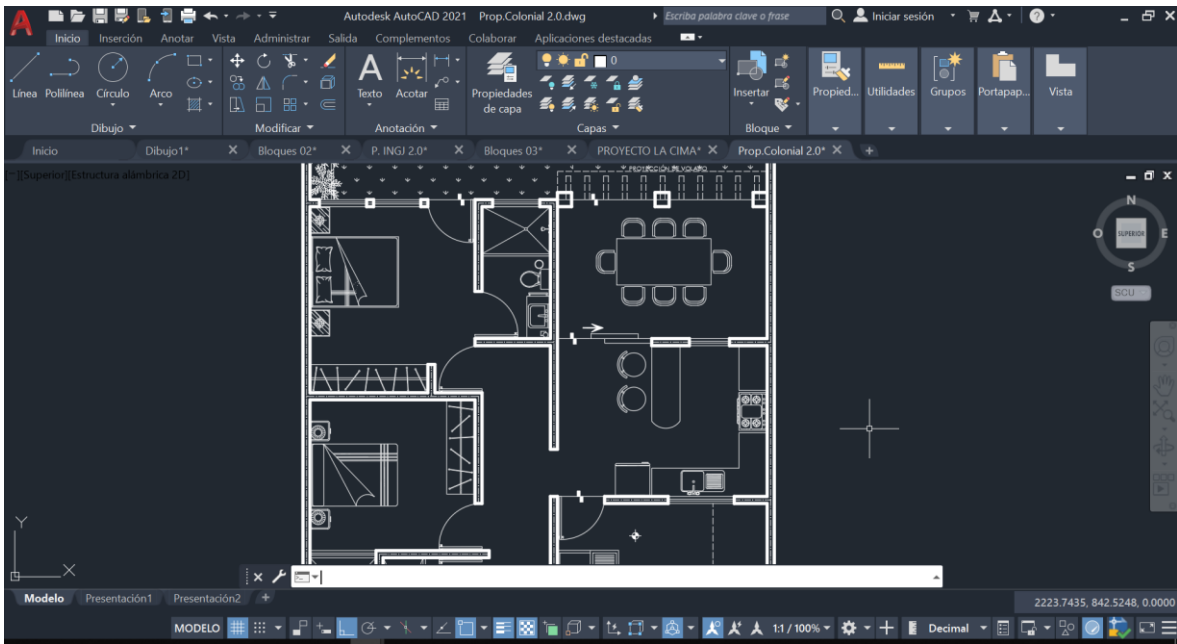 Autodesk AutoCAD 2021 Prop.Colonial 2.0.dwg Escriba palabra clave o frase Iniciar sesión
Inicio Inserción Anotar Vista Administrar Salida Complementos Colaborar Aplicaciones destacadas
A 0
Línea Polilínea Círculo Arco Texto Acotar Propiedades de capa Insertar Propied... Utilidades Grupos Portapap... Vista
Dibujo Modificar Anotación Capas Bloque
Inicio Dibujo1* Bloques 02* P. INGJ 2.0* Bloques 03* PROYECTO LA CIMA* Prop.Colonial 2.0*
[−][Superior][Estructura alámbrica 2D]
PROYECCIÓN DE VOLADO
N
O SUPERIOR E
S
SCU
Y
X
Modelo Presentación1 Presentación2
2223.7435, 842.5248, 0.0000
MODELO 1:1 / 100% Decimal